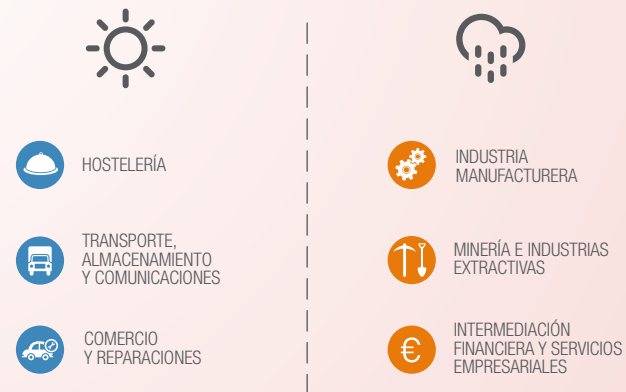 HOSTELERÍA
TRANSPORTE,
ALMACENAMIENTO
Y COMUNICACIONES
COMERCIO
Y REPARACIONES
INDUSTRIA
MANUFACTURERA
MINERÍA E INDUSTRIAS
EXTRACTIVAS
€
INTERMEDIACIÓN
FINANCIERA Y SERVICIOS
EMPRESARIALES